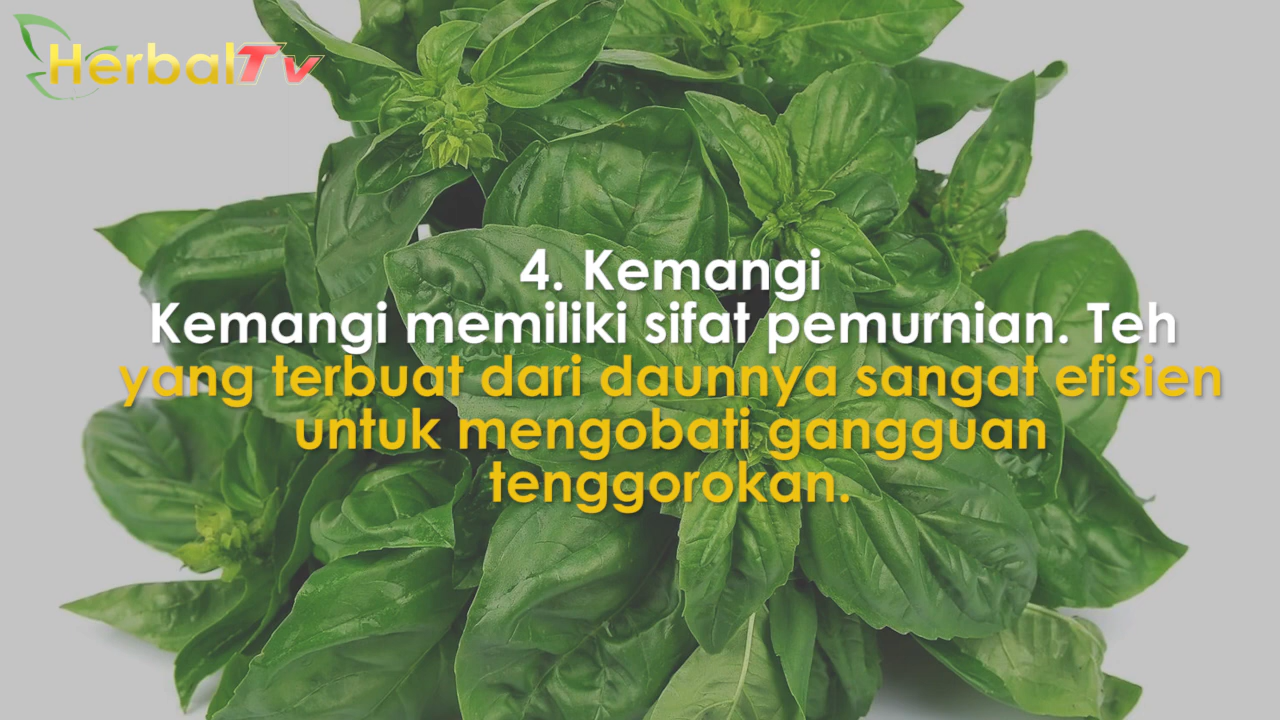 HerbalTv
4. Kemangi
Kemangi memiliki sifat pemurnian. Teh
yang terbuat dari daunnya sangat efisien
untuk mengobati gangguan
tenggorokan.